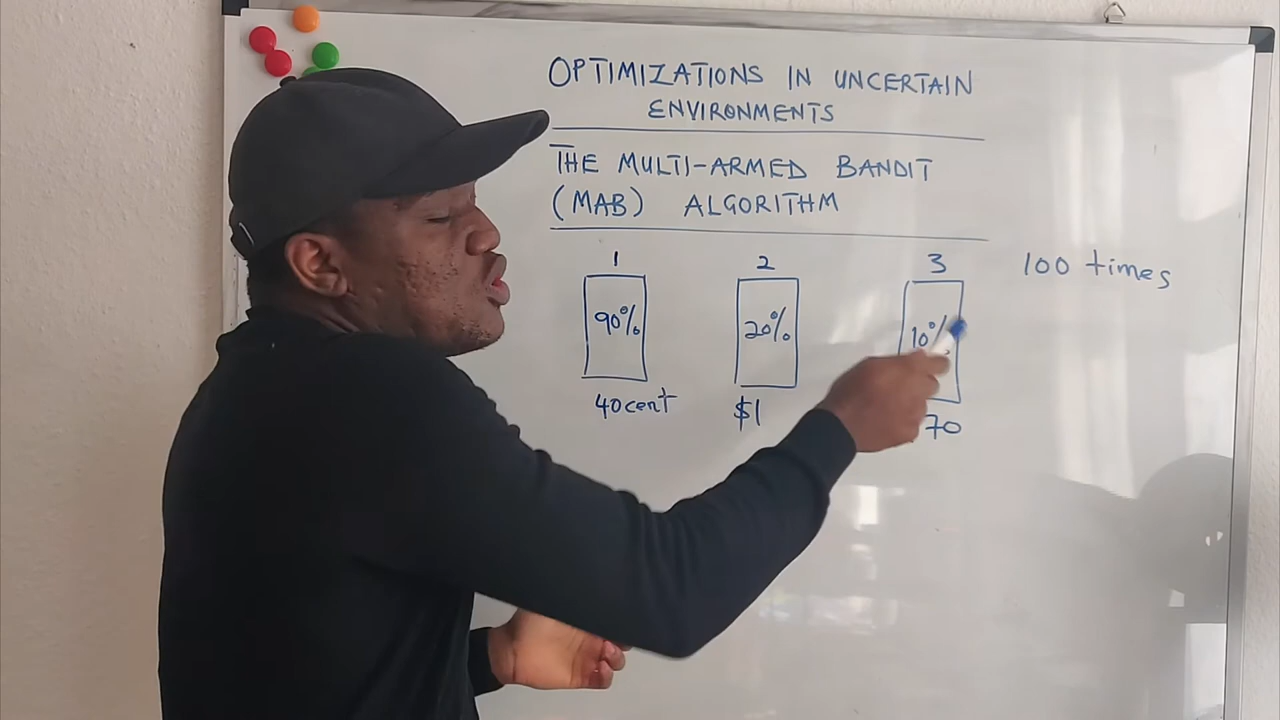 OPTIMIZATIONS IN UNCERTAIN
ENVIRONMENTS
THE MULTI-ARMED BANDIT
(MAB) ALGORITHM
1 2 3 100 times
90% 20% 10%
40cent $1 70